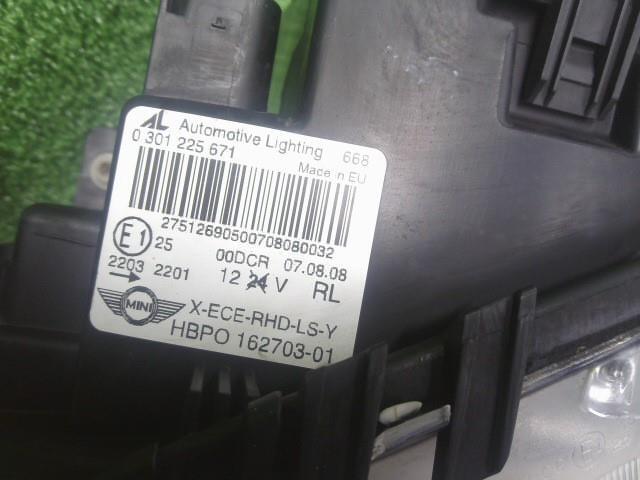 AL Automotive Lighting 668
0 301 225 671 Made in EU
27512690500708080032
E1 25 00DCR 07.08.08
2203 2201 12 24 V RL
MINI X-ECE-RHD-LS-Y
HBPO 162703-01